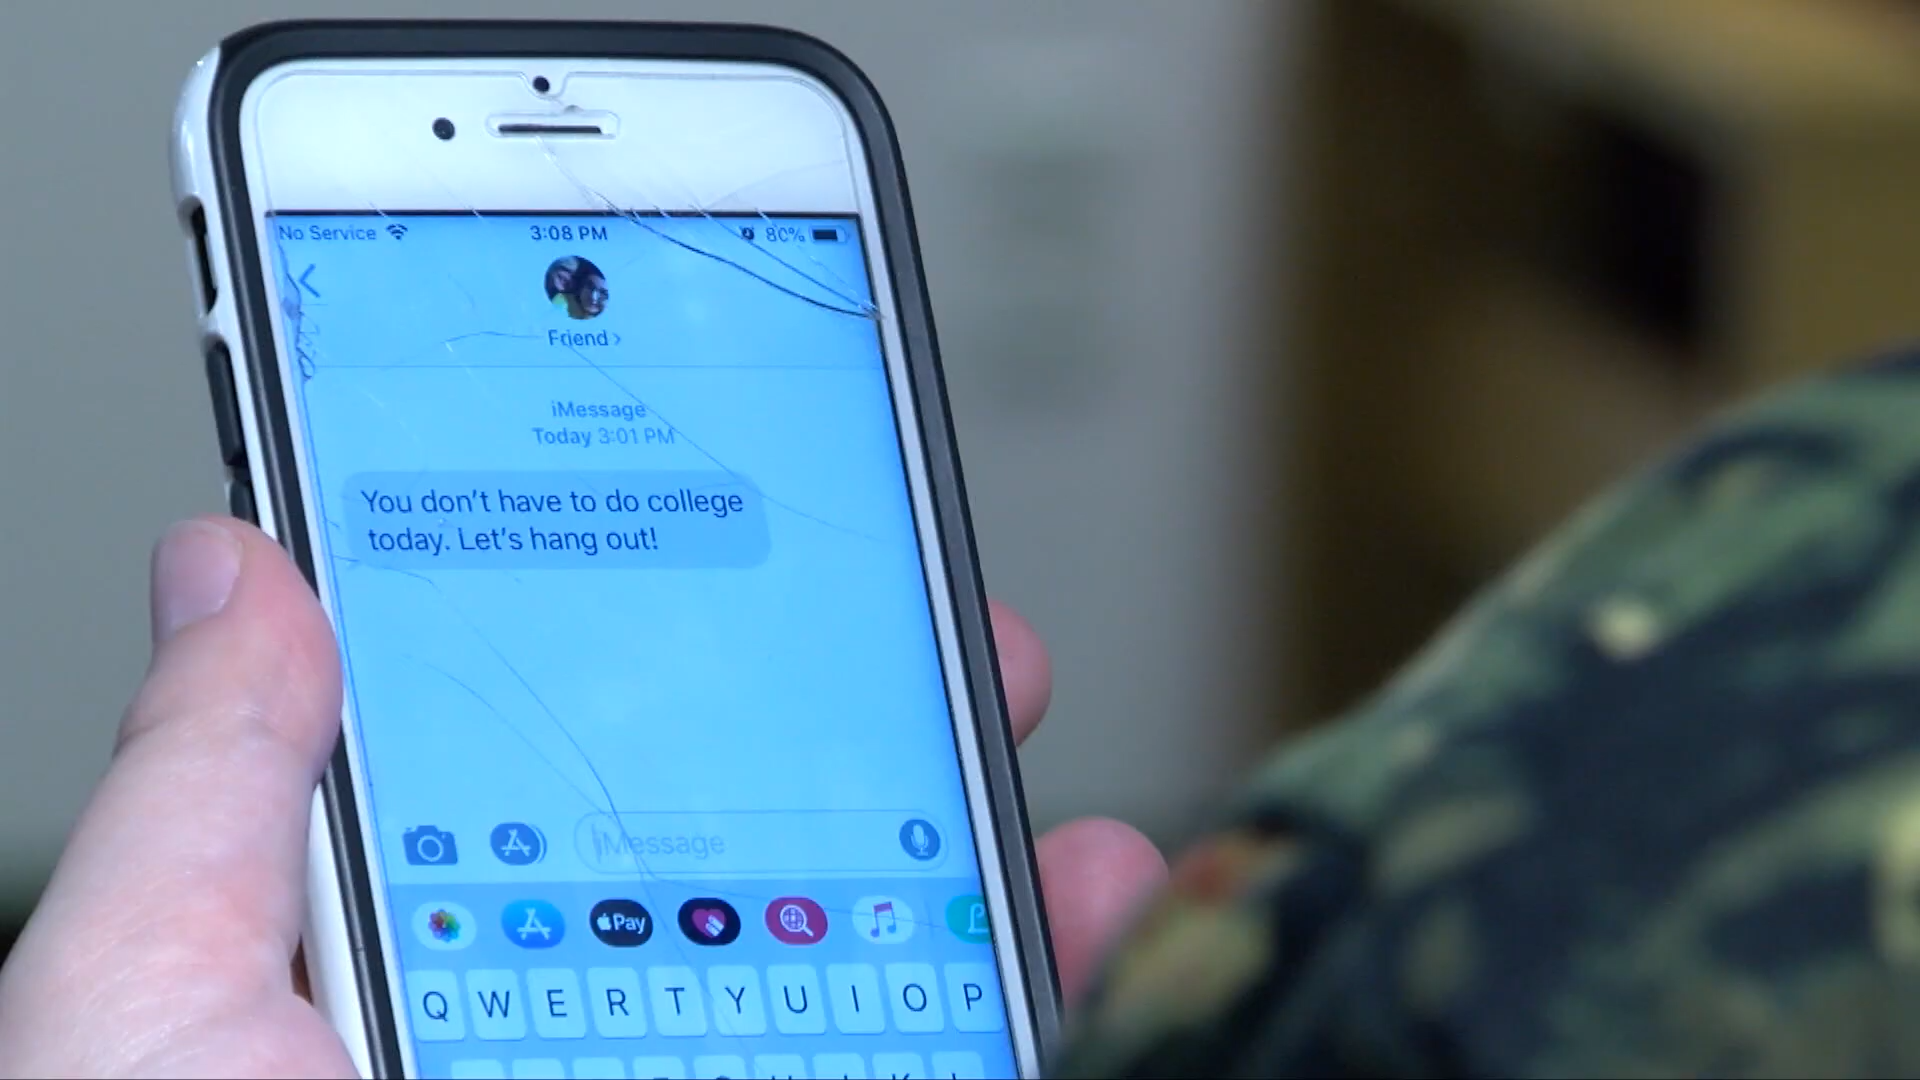 No Service 3:08 PM 80%
Friend >
iMessage
Today 3:01 PM
You don't have to do college
today. Let's hang out!
iMessage
Pay
Q W E R T Y U I O P